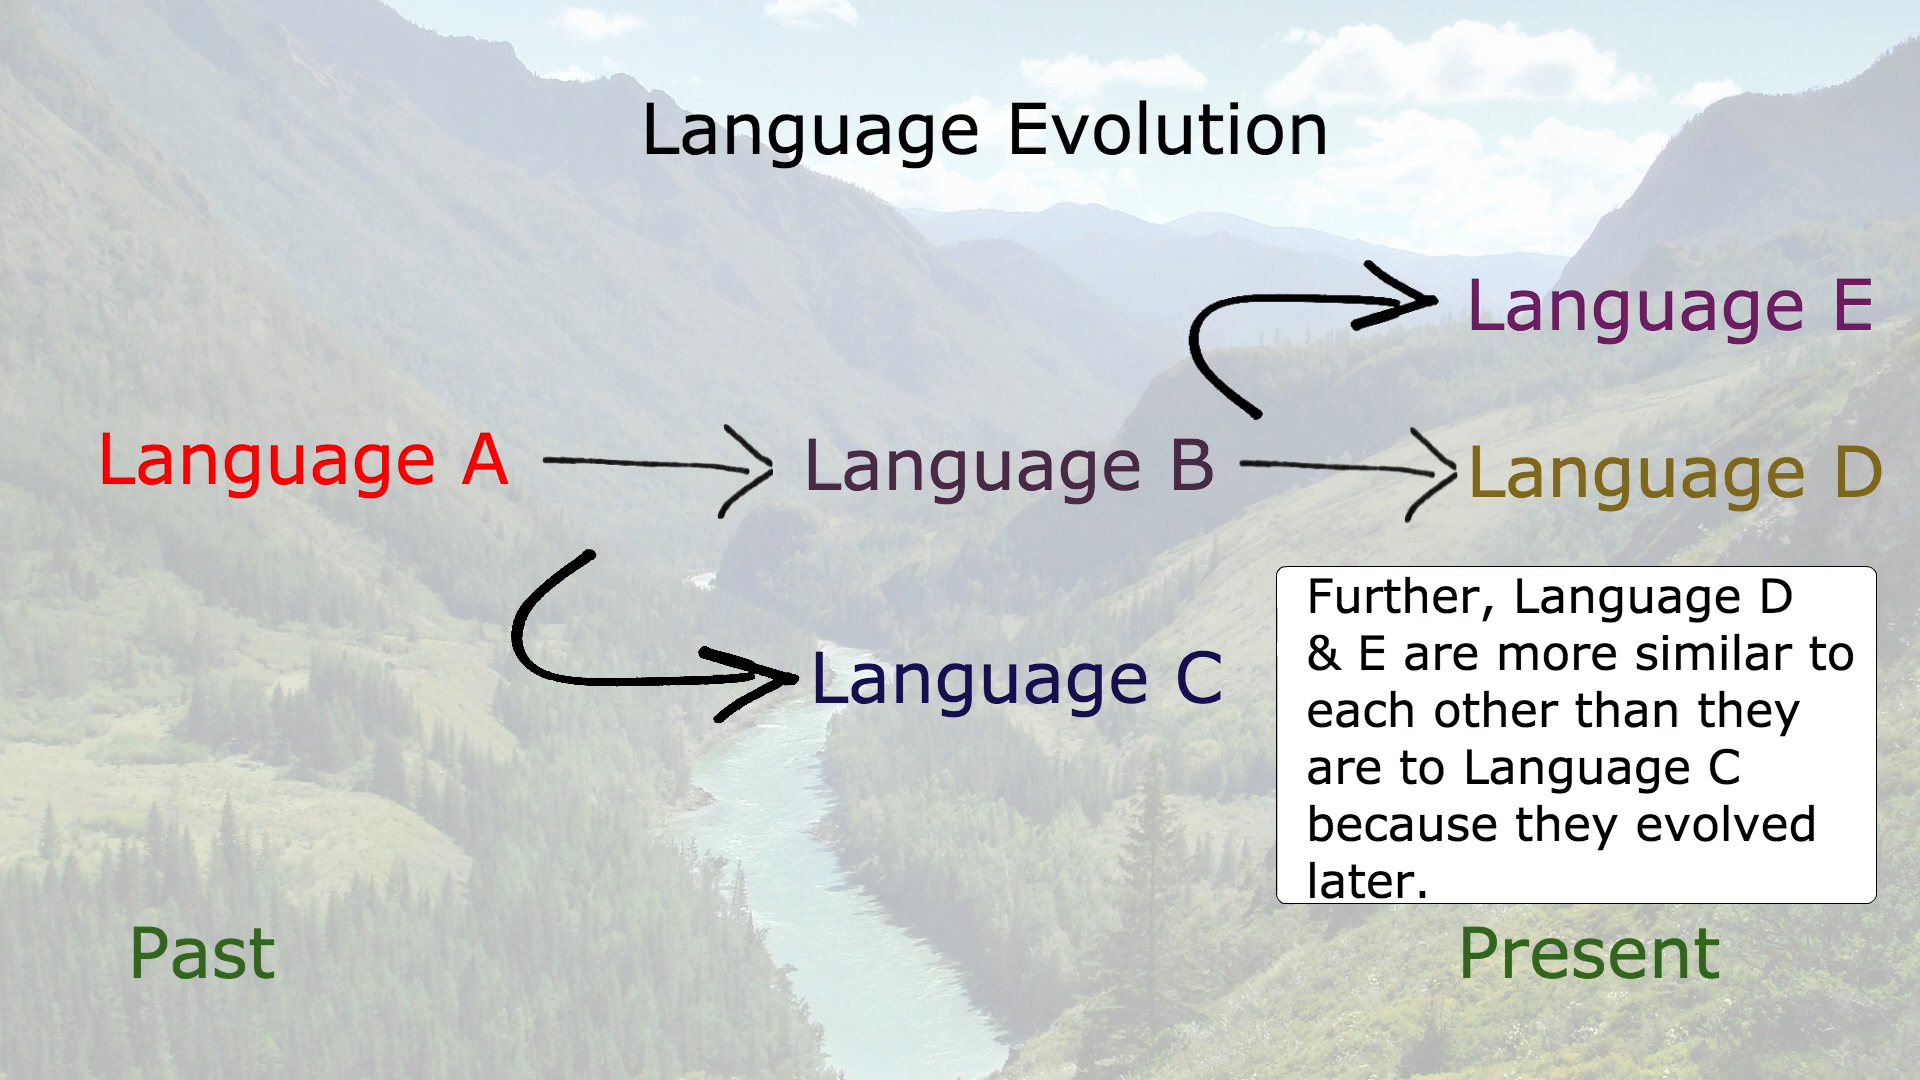 Language Evolution
Language E
Language A
Language B
Language D
Language C
Further, Language D
& E are more similar to
each other than they
are to Language C
because they evolved
later.
Past
Present